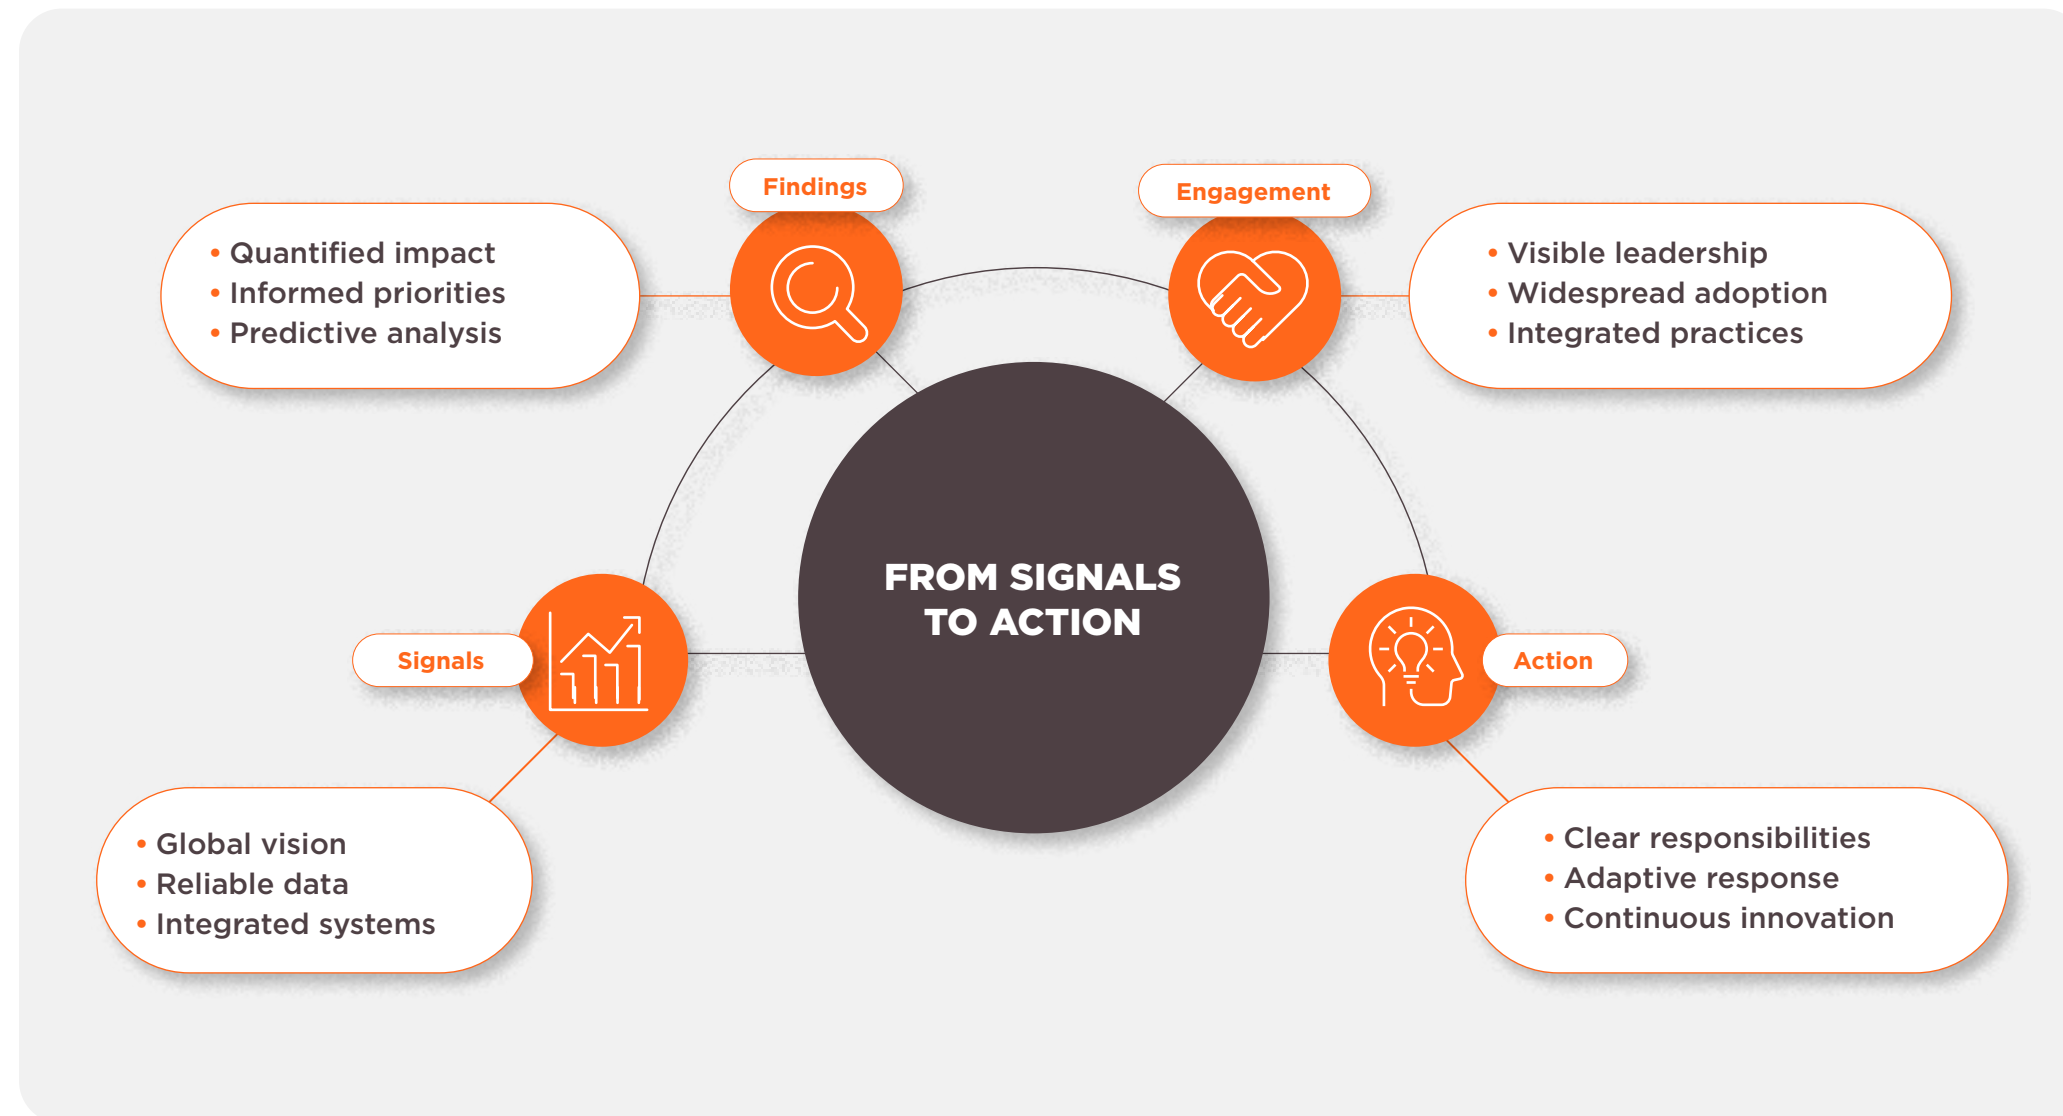 Findings
• Quantified impact
• Informed priorities
• Predictive analysis
Engagement
• Visible leadership
• Widespread adoption
• Integrated practices
FROM SIGNALS
TO ACTION
Signals
• Global vision
• Reliable data
• Integrated systems
Action
• Clear responsibilities
• Adaptive response
• Continuous innovation